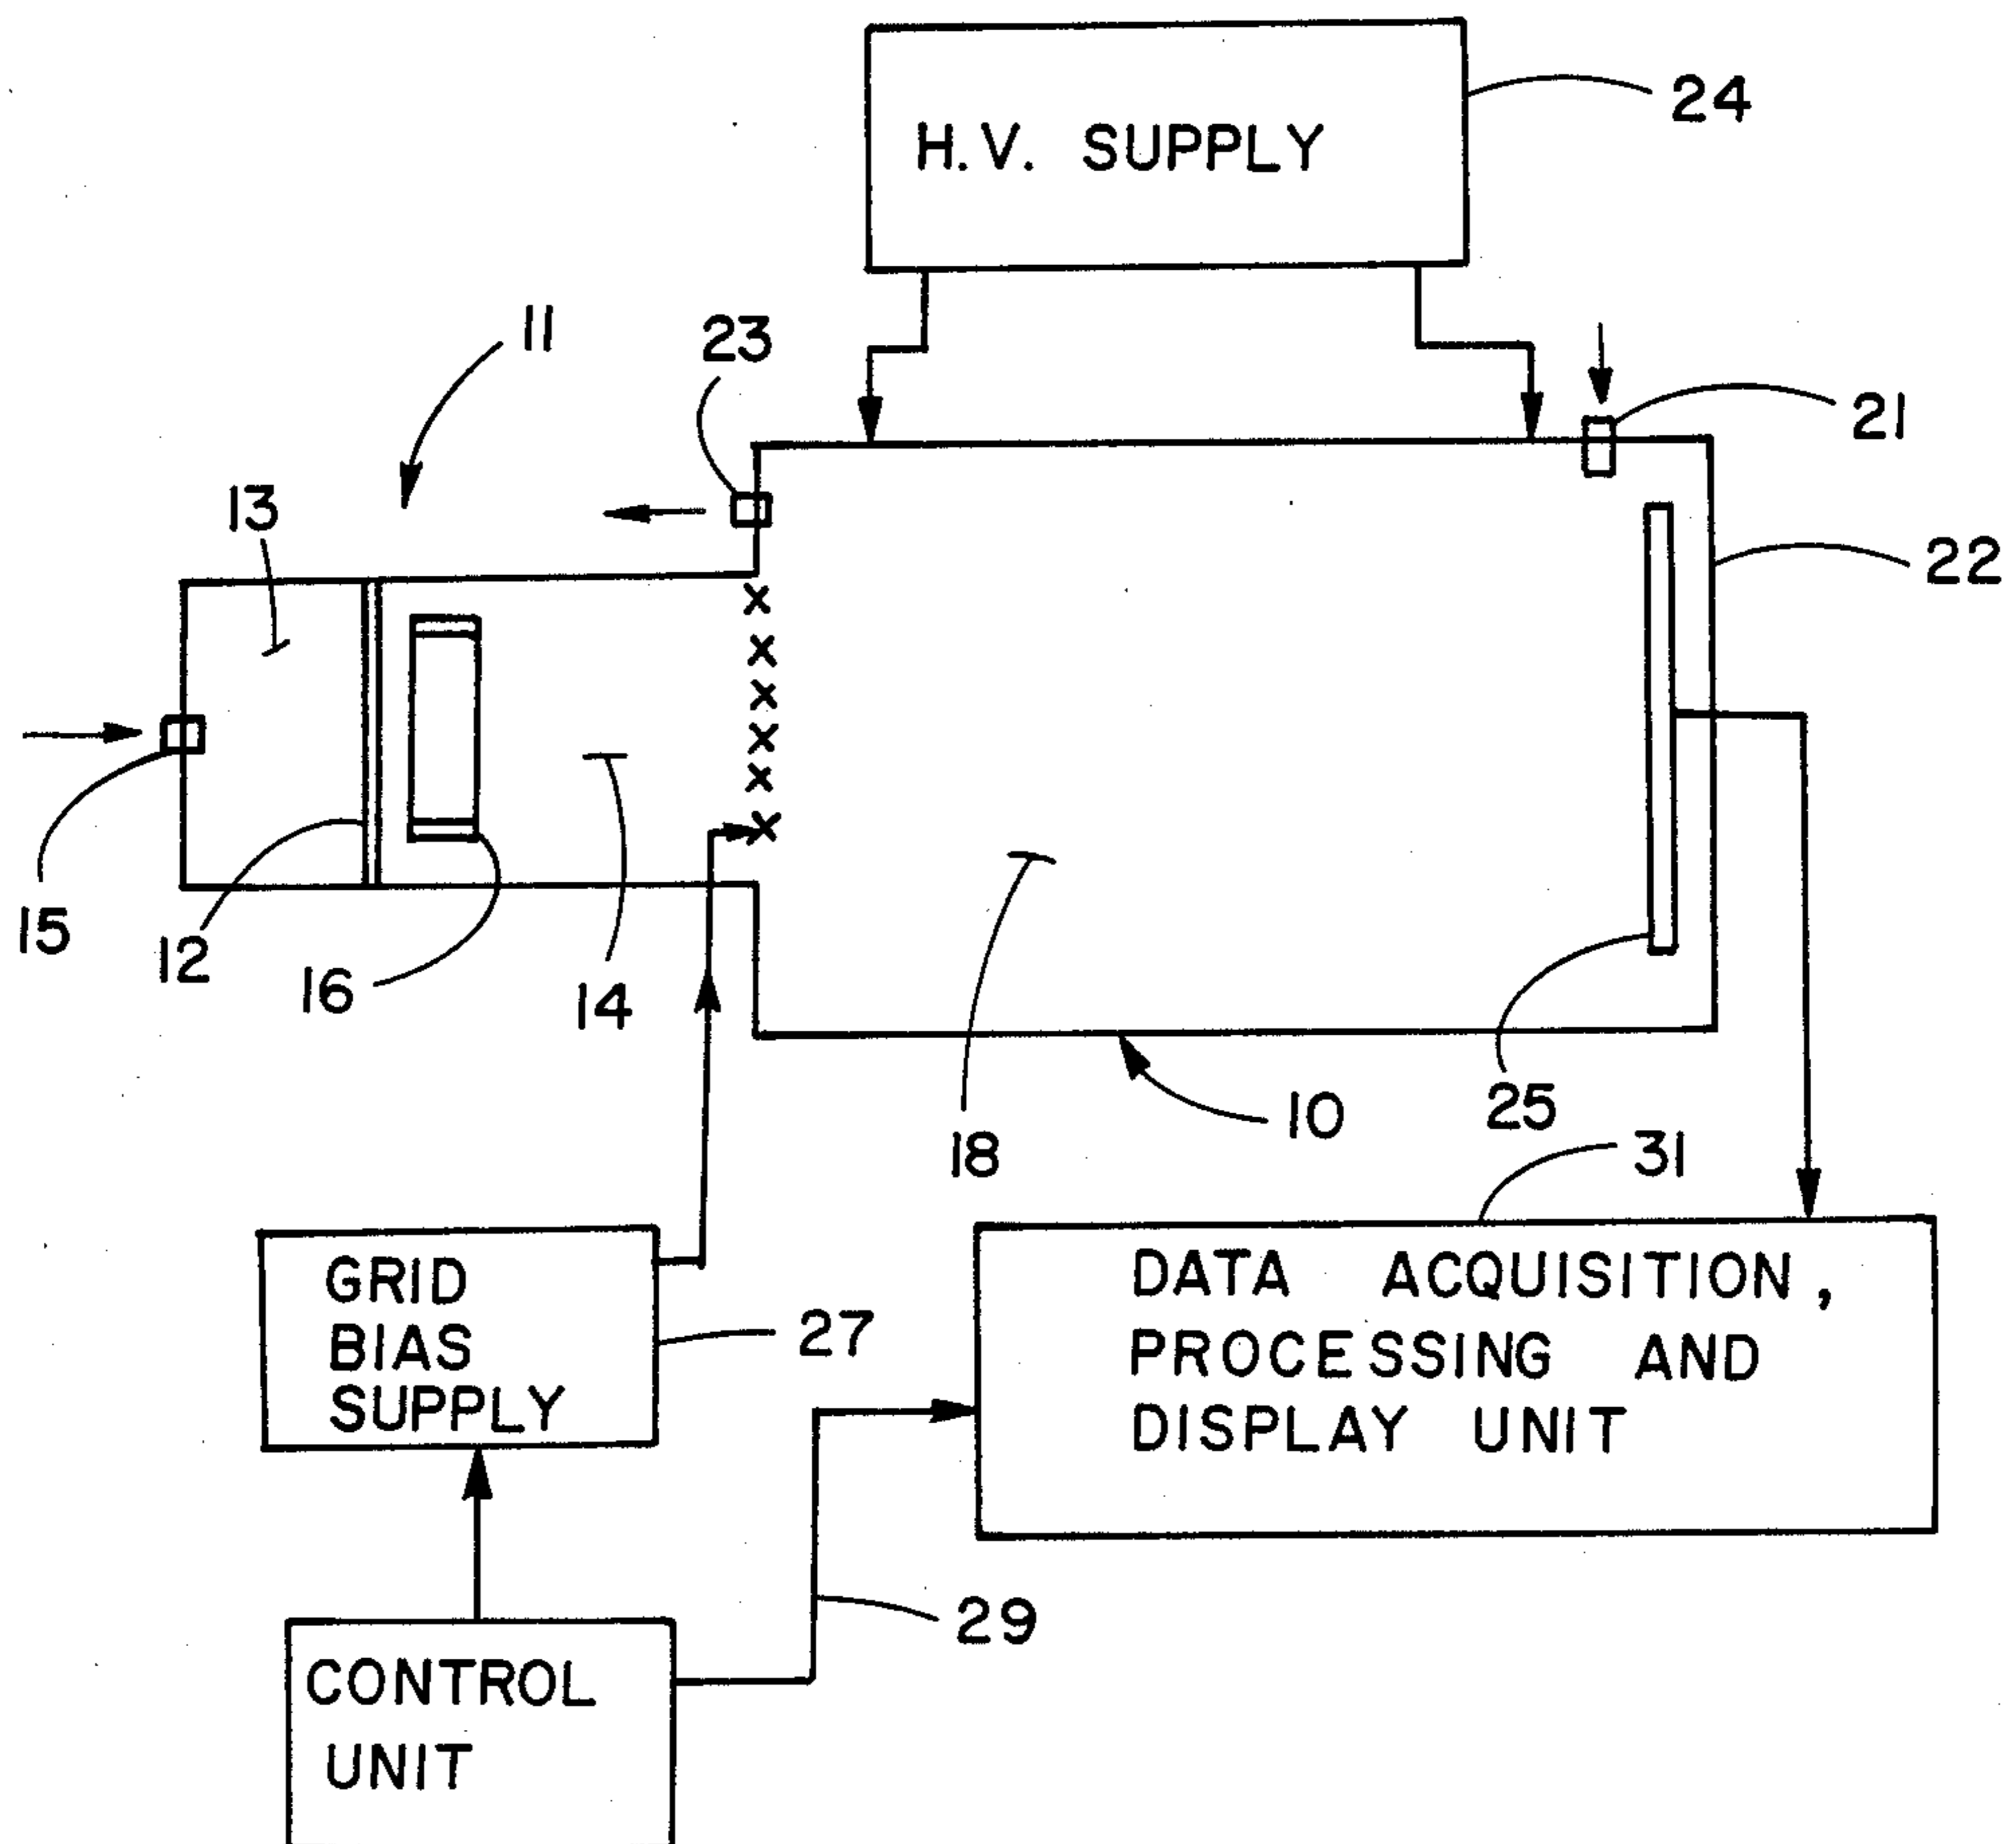 24
H.V. SUPPLY
11
23
21
13
22
15
12
16
14
18
10
25
31
GRID
BIAS
SUPPLY
27
DATA ACQUISITION,
PROCESSING AND
DISPLAY UNIT
29
CONTROL
UNIT